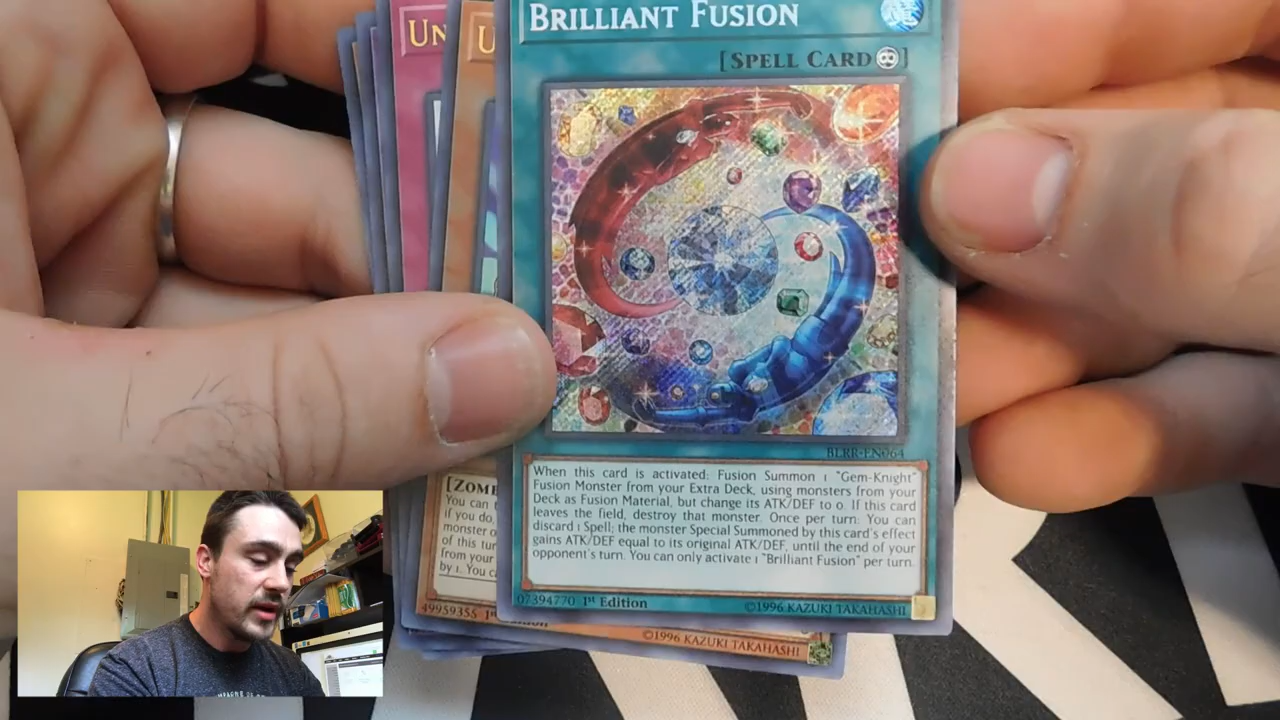 BRILLIANT FUSION
UN
U
[SPELL CARD]
BLRR-EN064
When this card is activated: Fusion Summon 1 "Gem-Knight"
Fusion Monster from your Extra Deck, using monsters from your
Deck as Fusion Material, but change its ATK/DEF to 0. If this card
leaves the field, destroy that monster. Once per turn: You can
discard 1 Spell; the monster Special Summoned by this card's effect
gains ATK/DEF equal to its original ATK/DEF, until the end of your
opponent's turn. You can only activate 1 "Brilliant Fusion" per turn.
07394770 1st Edition
©1996 KAZUKI TAKAHASHI
[ZOM
You can
if you do,
monster o
of this tur
from your
by 1. You c
49959355 1st Edition
©1996 KAZUKI TAKAHASHI